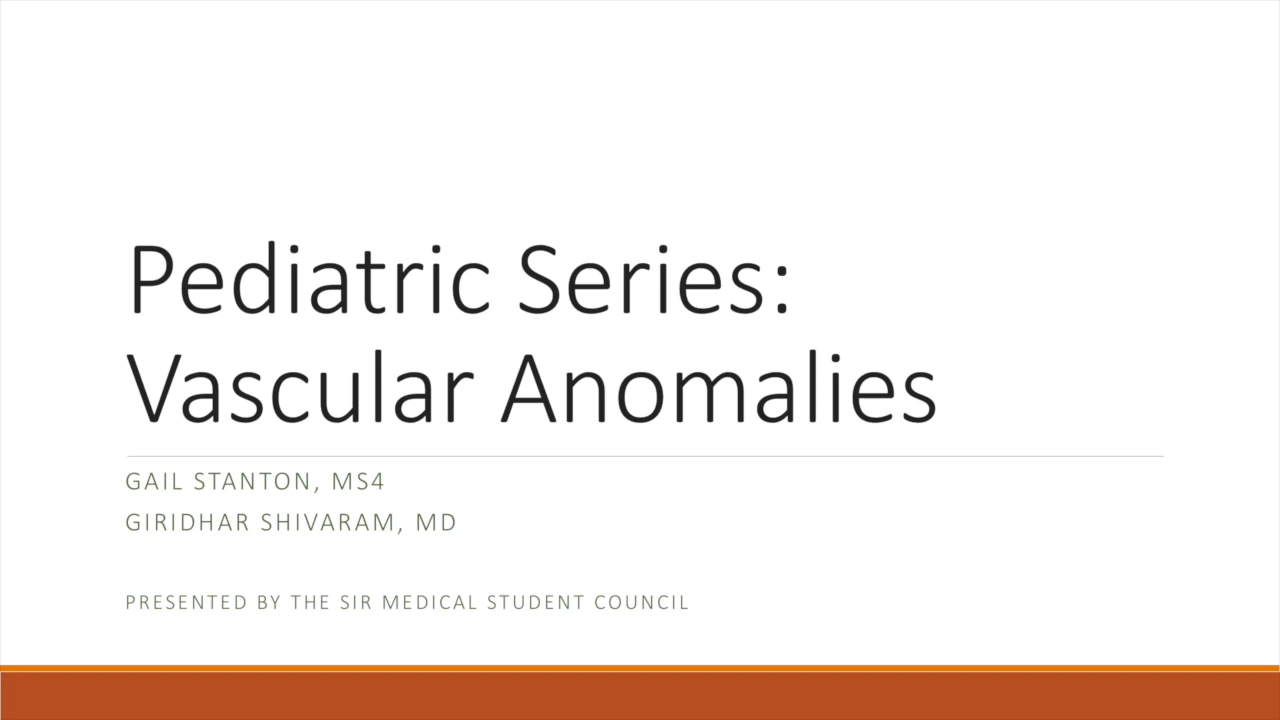 Pediatric Series:
Vascular Anomalies
GAIL STANTON, MS4
GIRIDHAR SHIVARAM, MD
PRESENTED BY THE SIR MEDICAL STUDENT COUNCIL